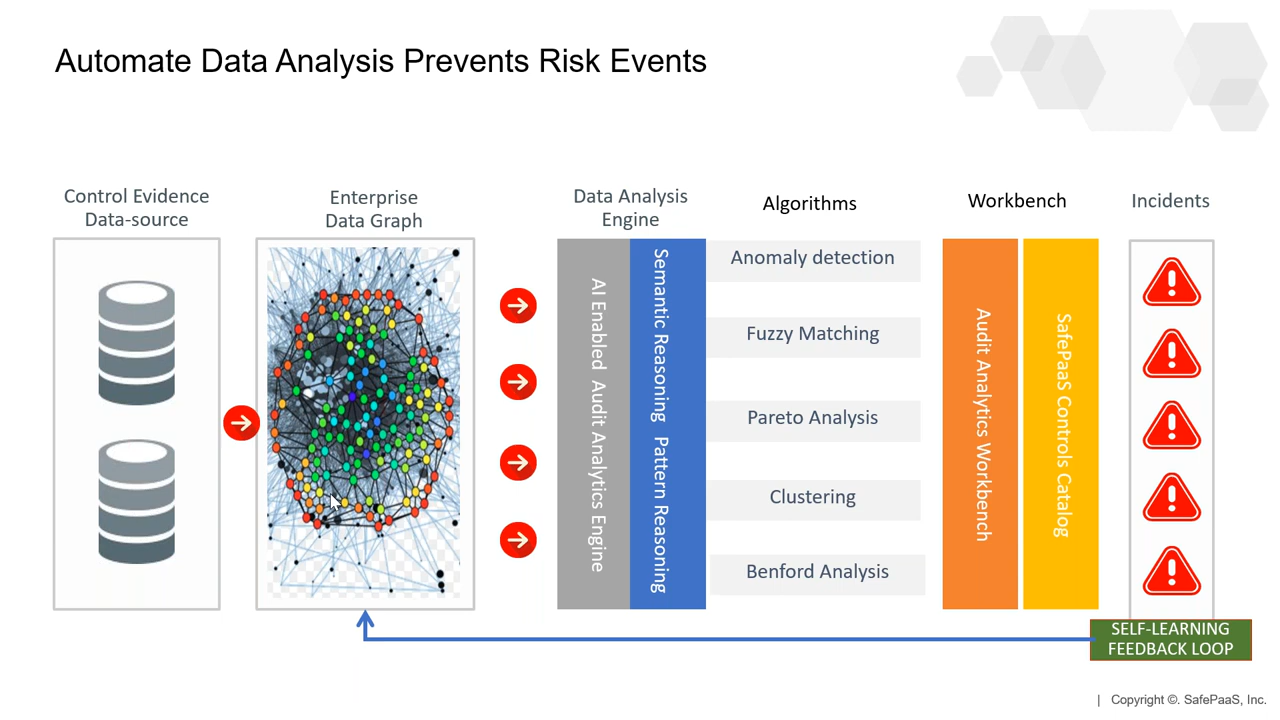 Automate Data Analysis Prevents Risk Events
Control Evidence
Data-source
Enterprise
Data Graph
Data Analysis
Engine
Algorithms
Workbench
Incidents
AI Enabled Audit Analytics Engine
Semantic Reasoning Pattern Reasoning
Anomaly detection
Fuzzy Matching
Pareto Analysis
Clustering
Benford Analysis
Audit Analytics Workbench
SafePaaS Controls Catalog
SELF-LEARNING
FEEDBACK LOOP
| Copyright ©. SafePaaS, Inc.